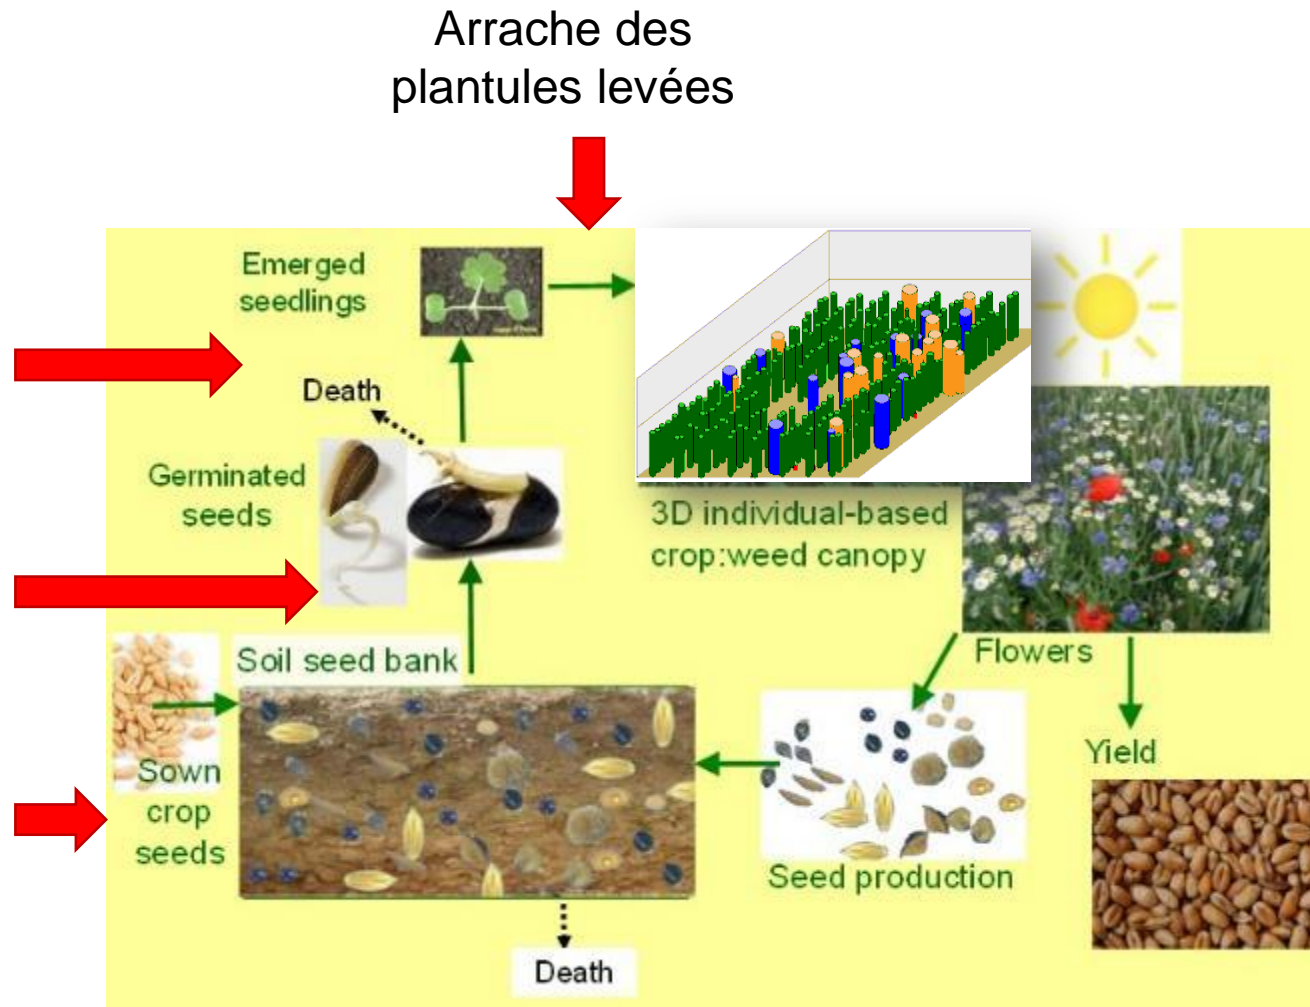 Arrache des
plantules levées
Emerged
seedlings
Death
Germinated
seeds
3D individual-based
crop:weed canopy
Soil seed bank
Flowers
Sown
crop
seeds
Yield
Seed production
Death